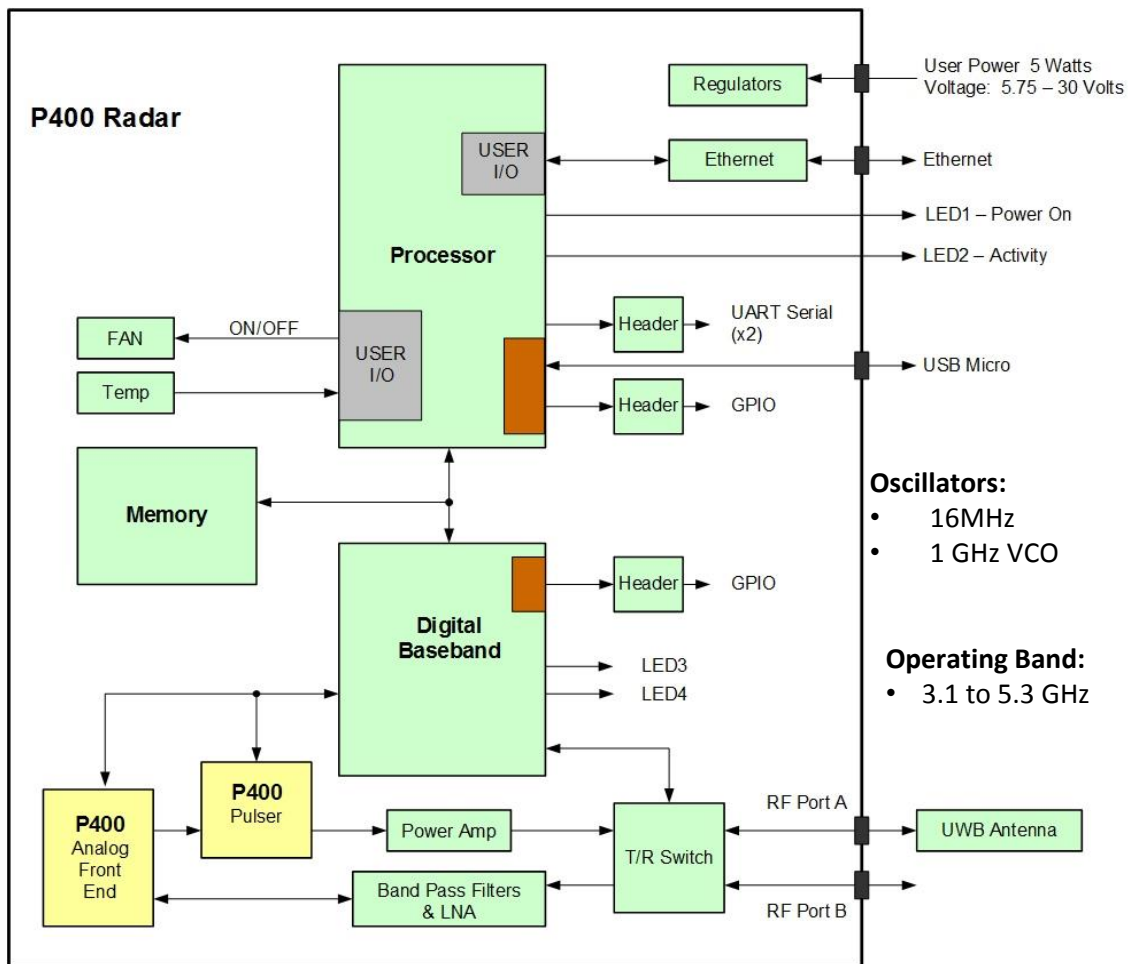 P400 Radar
Regulators
User Power 5 Watts
Voltage: 5.75 – 30 Volts
USER
I/O
Ethernet
Ethernet
LED1 – Power On
Processor
LED2 – Activity
FAN
ON/OFF
USER
I/O
Header
UART Serial
(x2)
Temp
USB Micro
Header
GPIO
Memory
Oscillators:
• 16MHz
• 1 GHz VCO
Digital
Baseband
Header
GPIO
LED3
LED4
Operating Band:
• 3.1 to 5.3 GHz
P400
Pulser
P400
Analog
Front
End
Power Amp
Band Pass Filters
& LNA
T/R Switch
RF Port A
UWB Antenna
RF Port B